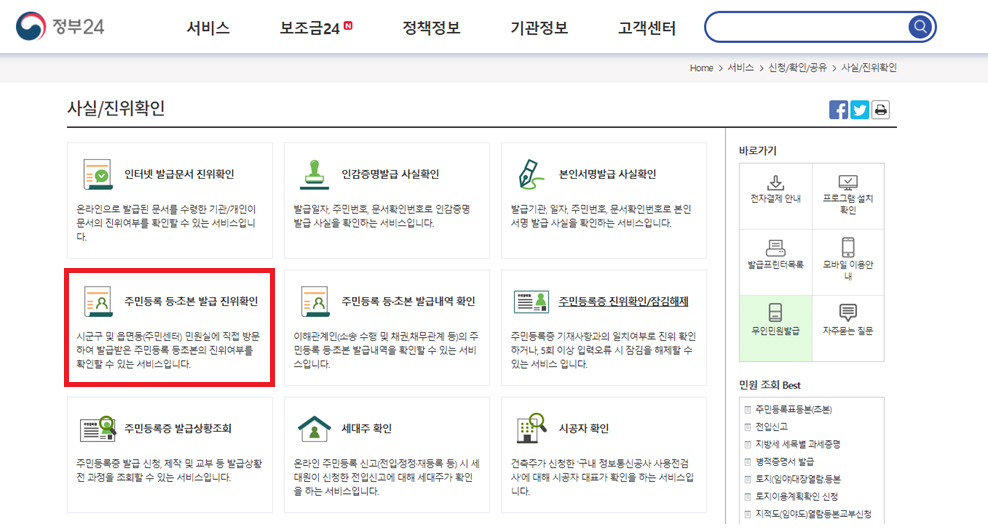 정부24
서비스
보조금24 N
정책정보
기관정보
고객센터
Home > 서비스 > 신청/확인/공유 > 사실/진위확인
사실/진위확인
인터넷 발급문서 진위확인
온라인으로 발급된 문서를 수령한 기관/개인이
문서의 진위여부를 확인할 수 있는 서비스입니
다.
인감증명발급 사실확인
발급일자, 주민번호, 문서확인번호로 인감증명
발급 사실을 확인하는 서비스입니다.
본인서명발급 사실확인
발급기관, 일자, 주민번호, 문서확인번호로 본인
서명 발급 사실을 확인하는 서비스입니다.
주민등록 등·초본 발급 진위확인
시군구 및 읍면동(주민센터) 민원실에 직접 방문
하여 발급받은 주민등록 등초본의 진위여부를
확인할 수 있는 서비스입니다.
주민등록 등·초본 발급내역 확인
이해관계인(소송 수행 및 채권,채무관계 등)의 주
민등록 등·초본 발급내역을 확인할 수 있는 서비
스입니다.
주민등록증 진위확인/잠김해제
주민등록증 기재사항과의 일치여부로 진위 확인
하거나, 5회 이상 입력오류 시 잠김을 해제할 수
있는 서비스 입니다.
주민등록증 발급상황조회
주민등록증 발급 신청, 제작 및 교부 등 발급상황
전 과정을 조회할 수 있는 서비스입니다.
세대주 확인
온라인 주민등록 신고(전입·정정·재등록 등) 시 세
대원이 신청한 전입신고에 대해 세대주가 확인
을 하는 서비스입니다.
시공자 확인
건축주가 신청한 '구내 정보통신공사 사용전검
사'에 대해 시공자 대표가 확인을 하는 서비스입니
다.
바로가기
전자결제 안내
프로그램 설치
확인
발급프린터목록
모바일 이용안
내
무인민원발급
자주묻는 질문
민원 조회 Best
주민등록표등본(초본)
전입신고
지방세 세목별 과세증명
병적증명서 발급
토지(임야)대장열람,등본
토지이용계획확인 신청
지적도(임야도)열람등본교부신청